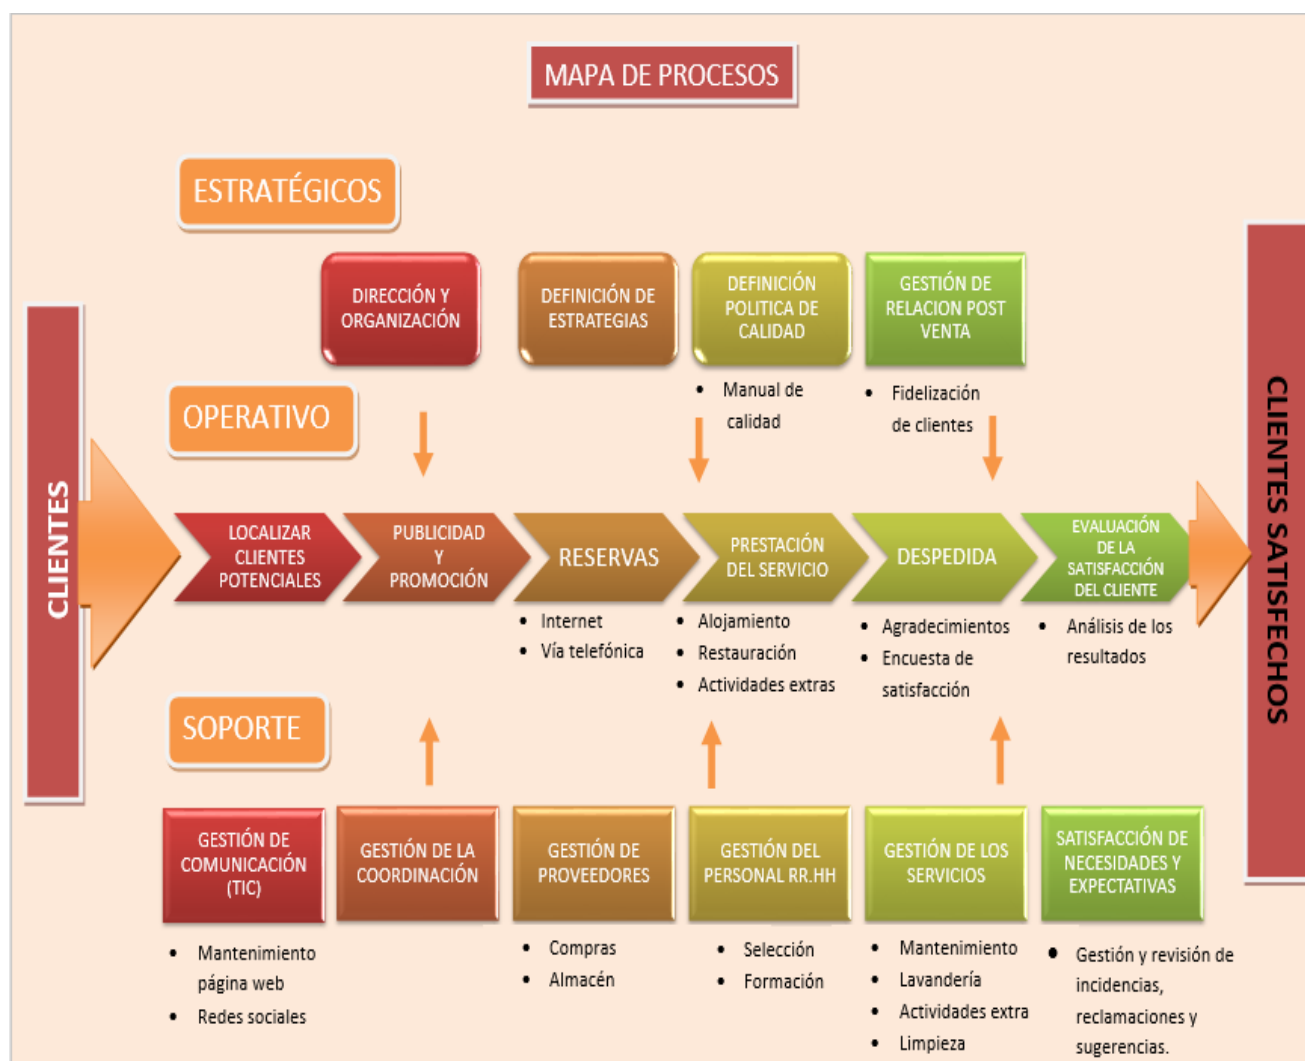 MAPA DE PROCESOS
ESTRATÉGICOS
DIRECCIÓN Y
ORGANIZACIÓN
DEFINICIÓN DE
ESTRATEGIAS
DEFINICIÓN
POLITICA DE
CALIDAD
• Manual de
calidad
GESTIÓN DE
RELACION POST
VENTA
• Fidelización
de clientes
OPERATIVO
CLIENTES
LOCALIZAR
CLIENTES
POTENCIALES
PUBLICIDAD
Y
PROMOCIÓN
RESERVAS
• Internet
• Vía telefónica
PRESTACIÓN
DEL SERVICIO
• Alojamiento
• Restauración
• Actividades extras
DESPEDIDA
• Agradecimientos
• Encuesta de
satisfacción
EVALUACIÓN
DE LA
SATISFACCIÓN
DEL CLIENTE
• Análisis de los
resultados
CLIENTES SATISFECHOS
SOPORTE
GESTIÓN DE
COMUNICACIÓN
(TIC)
• Mantenimiento
página web
• Redes sociales
GESTIÓN DE LA
COORDINACIÓN
GESTIÓN DE
PROVEEDORES
• Compras
• Almacén
GESTIÓN DEL
PERSONAL RR.HH
• Selección
• Formación
GESTIÓN DE LOS
SERVICIOS
• Mantenimiento
• Lavandería
• Actividades extra
• Limpieza
SATISFACCIÓN DE
NECESIDADES Y
EXPECTATIVAS
• Gestión y revisión de
incidencias,
reclamaciones y
sugerencias.